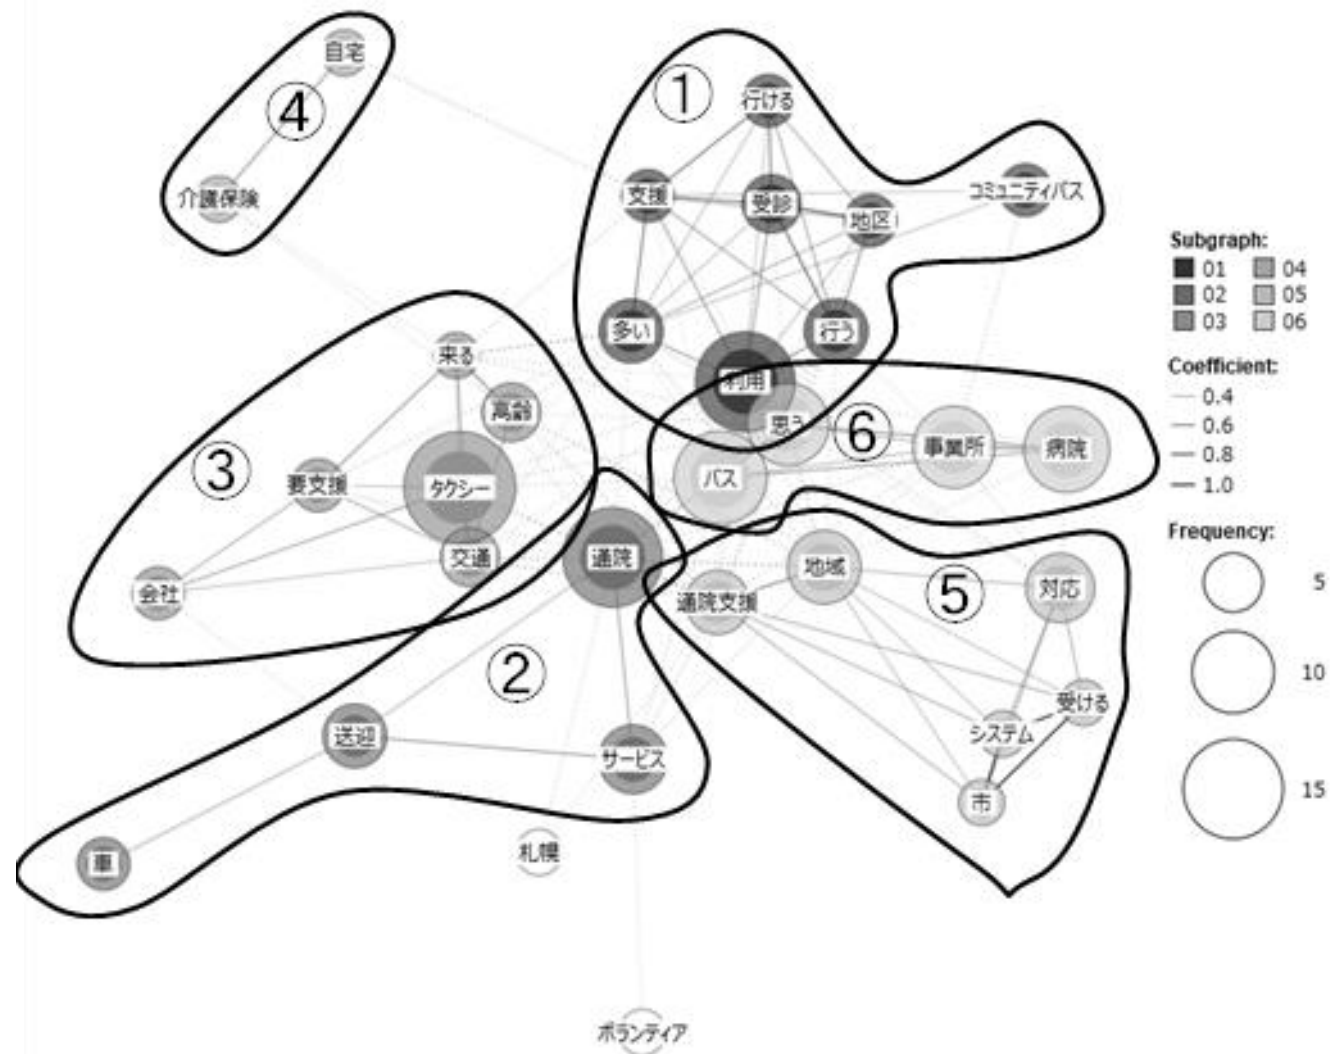 自宅
④
介護保険
①
行ける
支援
受診
地区
コミュニティバス
多い
行う
利用
来る
高齢
③
要支援
タクシー
交通
会社
思う
⑥
事業所
病院
バス
通院
②
送迎
サービス
車
札幌
ボランティア
地域
通院支援
⑤
対応
受ける
システム
市
Subgraph:
01 04
02 05
03 06
Coefficient:
0.4
0.6
0.8
1.0
Frequency:
5
10
15